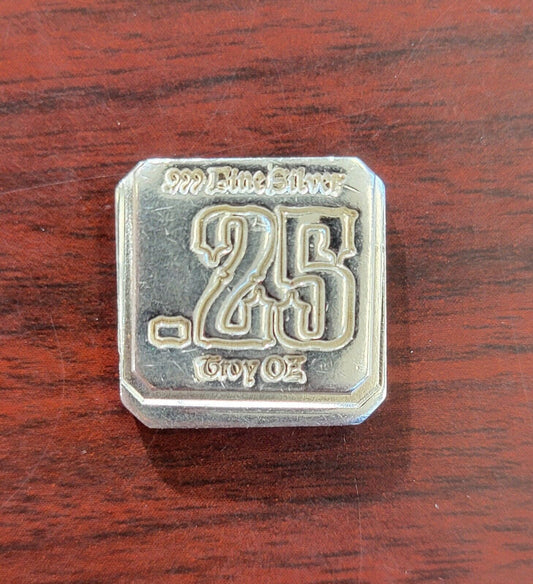 .999 Fine Silver
.25
Troy OZ